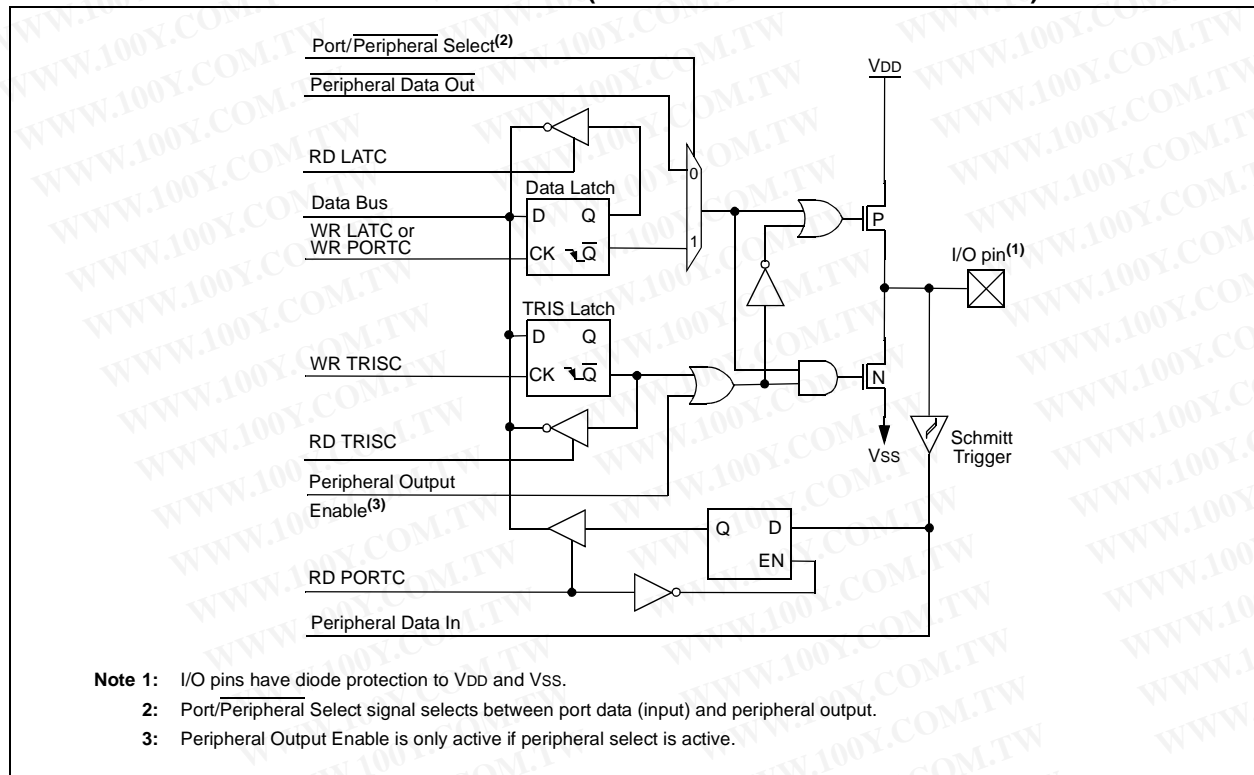 Port/Peripheral Select(2)
Peripheral Data Out
VDD
RD LATC
0
Data Latch
Data Bus
D Q
P
WR LATC or
WR PORTC
1
CK Q
I/O pin(1)
TRIS Latch
D Q
WR TRISC
CK Q
N
RD TRISC
VSS
Schmitt
Trigger
Peripheral Output
Enable(3)
Q D
EN
RD PORTC
Peripheral Data In
Note 1: I/O pins have diode protection to VDD and VSS.
2: Port/Peripheral Select signal selects between port data (input) and peripheral output.
3: Peripheral Output Enable is only active if peripheral select is active.
WWW.100Y.COM.TW